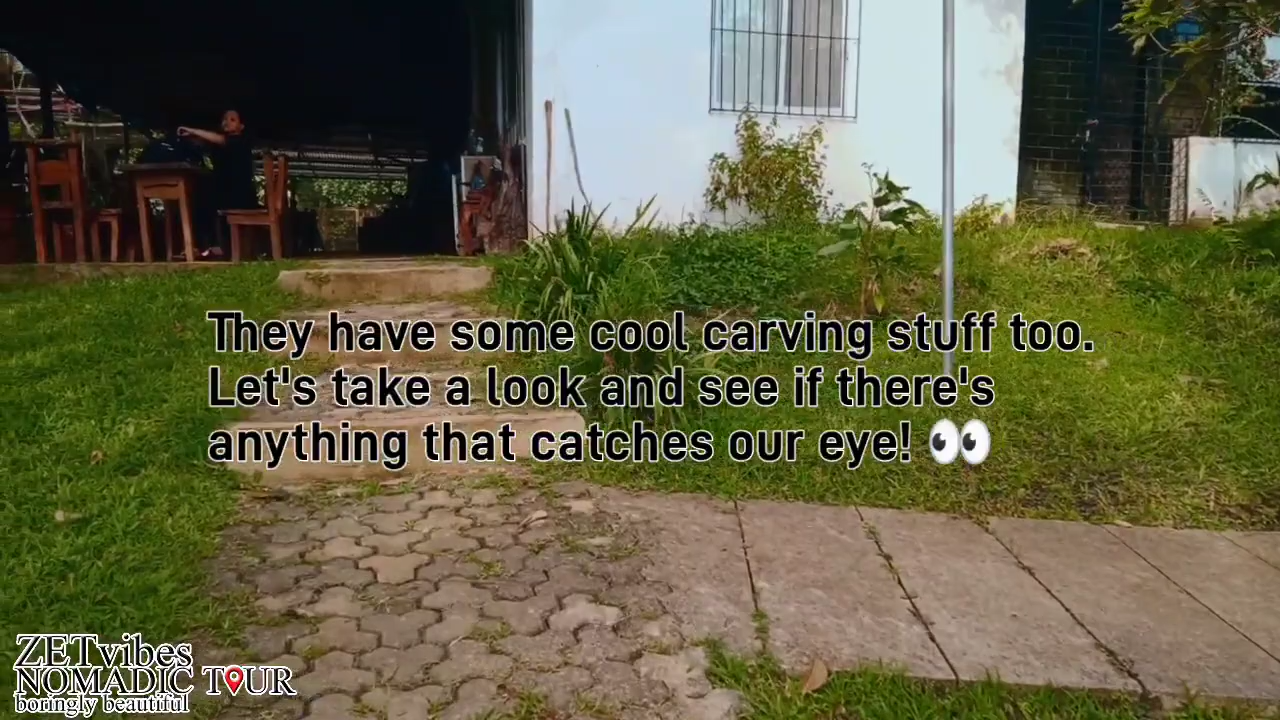 They have some cool carving stuff too.
Let's take a look and see if there's
anything that catches our eye! 👀
ZETvibes
NOMADIC TOUR
boringly beautiful